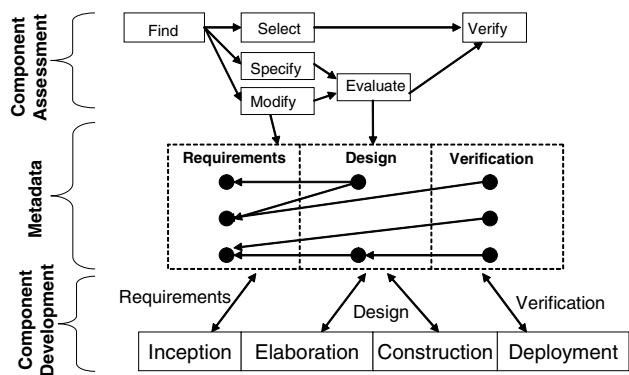 Component Assessment
Find
Select
Verify
Specify
Evaluate
Modify
Metadata
Requirements
Design
Verification
Component Development
Requirements
Design
Verification
Inception
Elaboration
Construction
Deployment